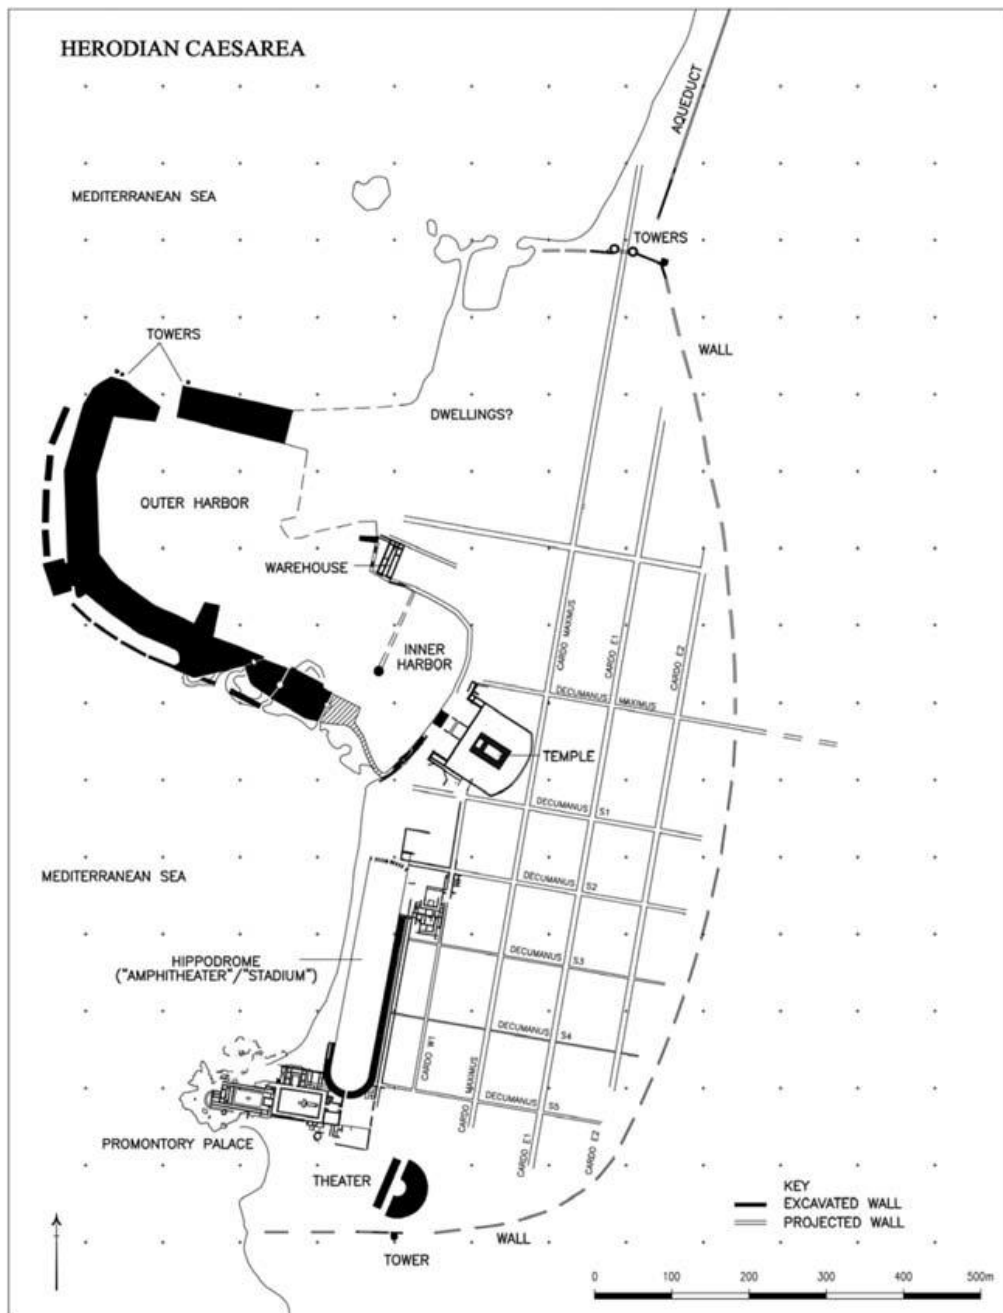 HERODIAN CAESAREA
AQUEDUCT
MEDITERRANEAN SEA
TOWERS
TOWERS
WALL
DWELLINGS?
OUTER HARBOR
WAREHOUSE
INNER
HARBOR
CARDO MAXIMUS
CARDO E1
CARDO E2
DECUMANUS MAXIMUS
TEMPLE
DECUMANUS S1
MEDITERRANEAN SEA
DECUMANUS S2
HIPPODROME
("AMPHITHEATER"/"STADIUM")
DECUMANUS S3
DECUMANUS S4
CARDO W1
CARDO MAXIMUS
DECUMANUS S5
CARDO E1
CARDO E2
PROMONTORY PALACE
THEATER
KEY
EXCAVATED WALL
PROJECTED WALL
WALL
TOWER
0 100 200 300 400 500m